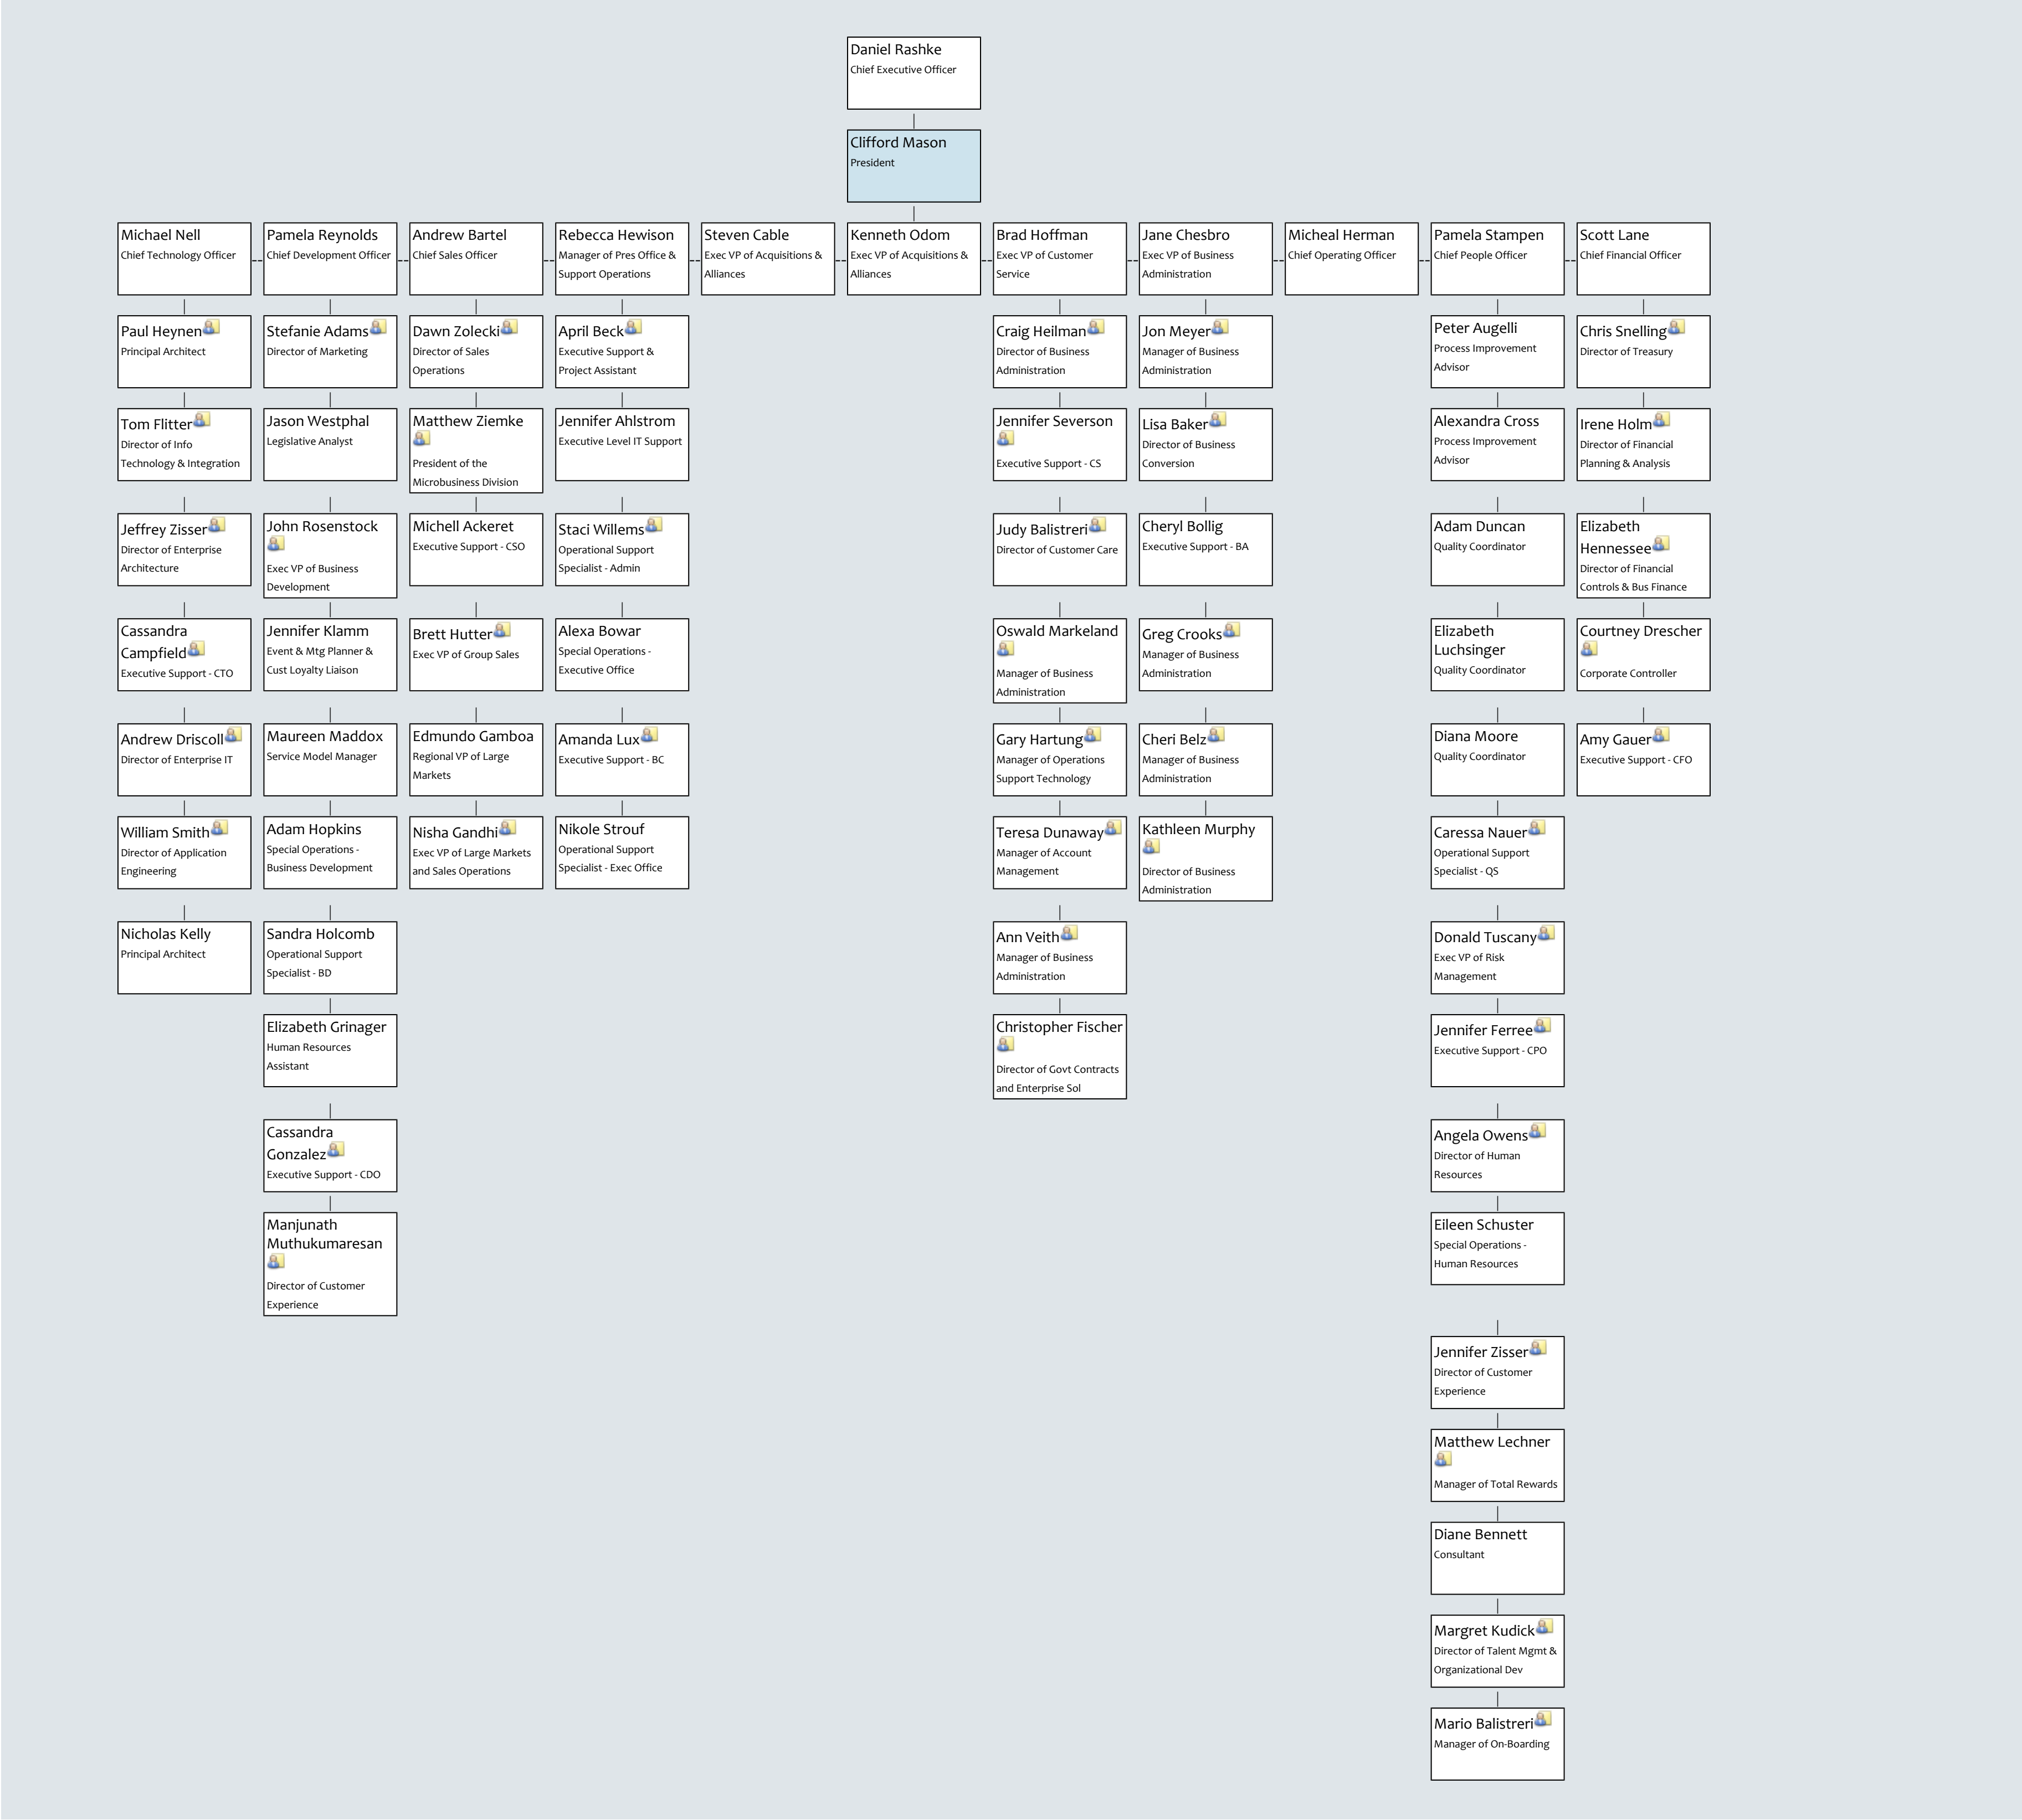 Daniel Rashke
Chief Executive Officer
Clifford Mason
President
Michael Nell
Chief Technology Officer
Pamela Reynolds
Chief Development Officer
Andrew Bartel
Chief Sales Officer
Rebecca Hewison
Manager of Pres Office &
Support Operations
Steven Cable
Exec VP of Acquisitions &
Alliances
Kenneth Odom
Exec VP of Acquisitions &
Alliances
Brad Hoffman
Exec VP of Customer
Service
Jane Chesbro
Exec VP of Business
Administration
Micheal Herman
Chief Operating Officer
Pamela Stampen
Chief People Officer
Scott Lane
Chief Financial Officer
Paul Heynen
Principal Architect
Stefanie Adams
Director of Marketing
Dawn Zolecki
Director of Sales
Operations
April Beck
Executive Support &
Project Assistant
Craig Heilman
Director of Business
Administration
Jon Meyer
Manager of Business
Administration
Peter Augelli
Process Improvement
Advisor
Chris Snelling
Director of Treasury
Tom Flitter
Director of Info
Technology & Integration
Jason Westphal
Legislative Analyst
Matthew Ziemke
President of the
Microbusiness Division
Jennifer Ahlstrom
Executive Level IT Support
Jennifer Severson
Executive Support - CS
Lisa Baker
Director of Business
Conversion
Alexandra Cross
Process Improvement
Advisor
Irene Holm
Director of Financial
Planning & Analysis
Jeffrey Zisser
Director of Enterprise
Architecture
John Rosenstock
Exec VP of Business
Development
Michell Ackeret
Executive Support - CSO
Staci Willems
Operational Support
Specialist - Admin
Judy Balistreri
Director of Customer Care
Cheryl Bollig
Executive Support - BA
Adam Duncan
Quality Coordinator
Elizabeth
Hennessee
Director of Financial
Controls & Bus Finance
Cassandra
Campfield
Executive Support - CTO
Jennifer Klamm
Event & Mtg Planner &
Cust Loyalty Liaison
Brett Hutter
Exec VP of Group Sales
Alexa Bowar
Special Operations -
Executive Office
Oswald Markeland
Manager of Business
Administration
Greg Crooks
Manager of Business
Administration
Elizabeth
Luchsinger
Quality Coordinator
Courtney Drescher
Corporate Controller
Andrew Driscoll
Director of Enterprise IT
Maureen Maddox
Service Model Manager
Edmundo Gamboa
Regional VP of Large
Markets
Amanda Lux
Executive Support - BC
Gary Hartung
Manager of Operations
Support Technology
Cheri Belz
Manager of Business
Administration
Diana Moore
Quality Coordinator
Amy Gauer
Executive Support - CFO
William Smith
Director of Application
Engineering
Adam Hopkins
Special Operations -
Business Development
Nisha Gandhi
Exec VP of Large Markets
and Sales Operations
Nikole Strouf
Operational Support
Specialist - Exec Office
Teresa Dunaway
Manager of Account
Management
Kathleen Murphy
Director of Business
Administration
Caressa Nauer
Operational Support
Specialist - QS
Nicholas Kelly
Principal Architect
Sandra Holcomb
Operational Support
Specialist - BD
Ann Veith
Manager of Business
Administration
Donald Tuscany
Exec VP of Risk
Management
Elizabeth Grinager
Human Resources
Assistant
Christopher Fischer
Director of Govt Contracts
and Enterprise Sol
Jennifer Ferree
Executive Support - CPO
Cassandra
Gonzalez
Executive Support - CDO
Angela Owens
Director of Human
Resources
Manjunath
Muthukumaresan
Director of Customer
Experience
Eileen Schuster
Special Operations -
Human Resources
Jennifer Zisser
Director of Customer
Experience
Matthew Lechner
Manager of Total Rewards
Diane Bennett
Consultant
Margret Kudick
Director of Talent Mgmt &
Organizational Dev
Mario Balistreri
Manager of On-Boarding